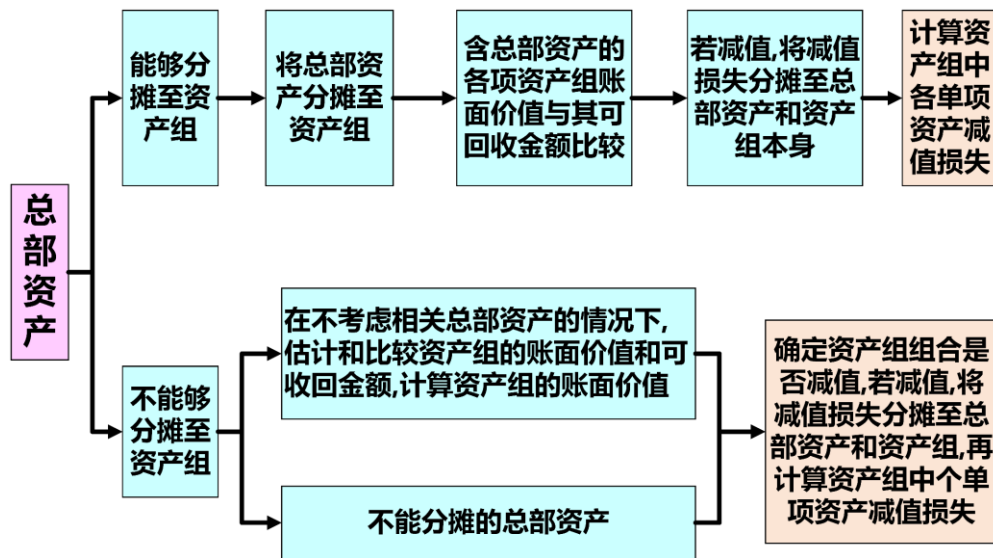 总部资产
能够分
摊至资
产组
将总部资
产分摊至
资产组
含总部资产的
各项资产组账
面价值与其可
回收金额比较
若减值,将减值
损失分摊至总
部资产和资产
组本身
计算资
产组中
各单项
资产减
值损失
不能够
分摊至
资产组
在不考虑相关总部资产的情况下,
估计和比较资产组的账面价值和可
收回金额,计算资产组的账面价值
不能分摊的总部资产
确定资产组组合是
否减值,若减值,将
减值损失分摊至总
部资产和资产组,再
计算资产组中个单
项资产减值损失